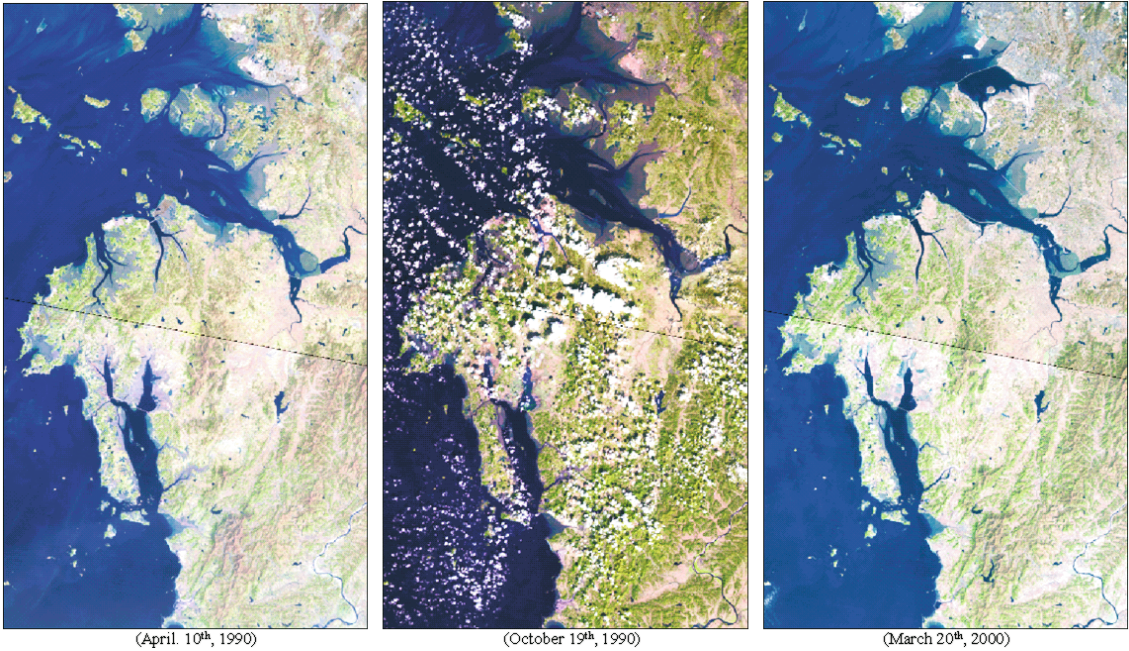 (April. 10th, 1990)
(October 19th, 1990)
(March 20th, 2000)